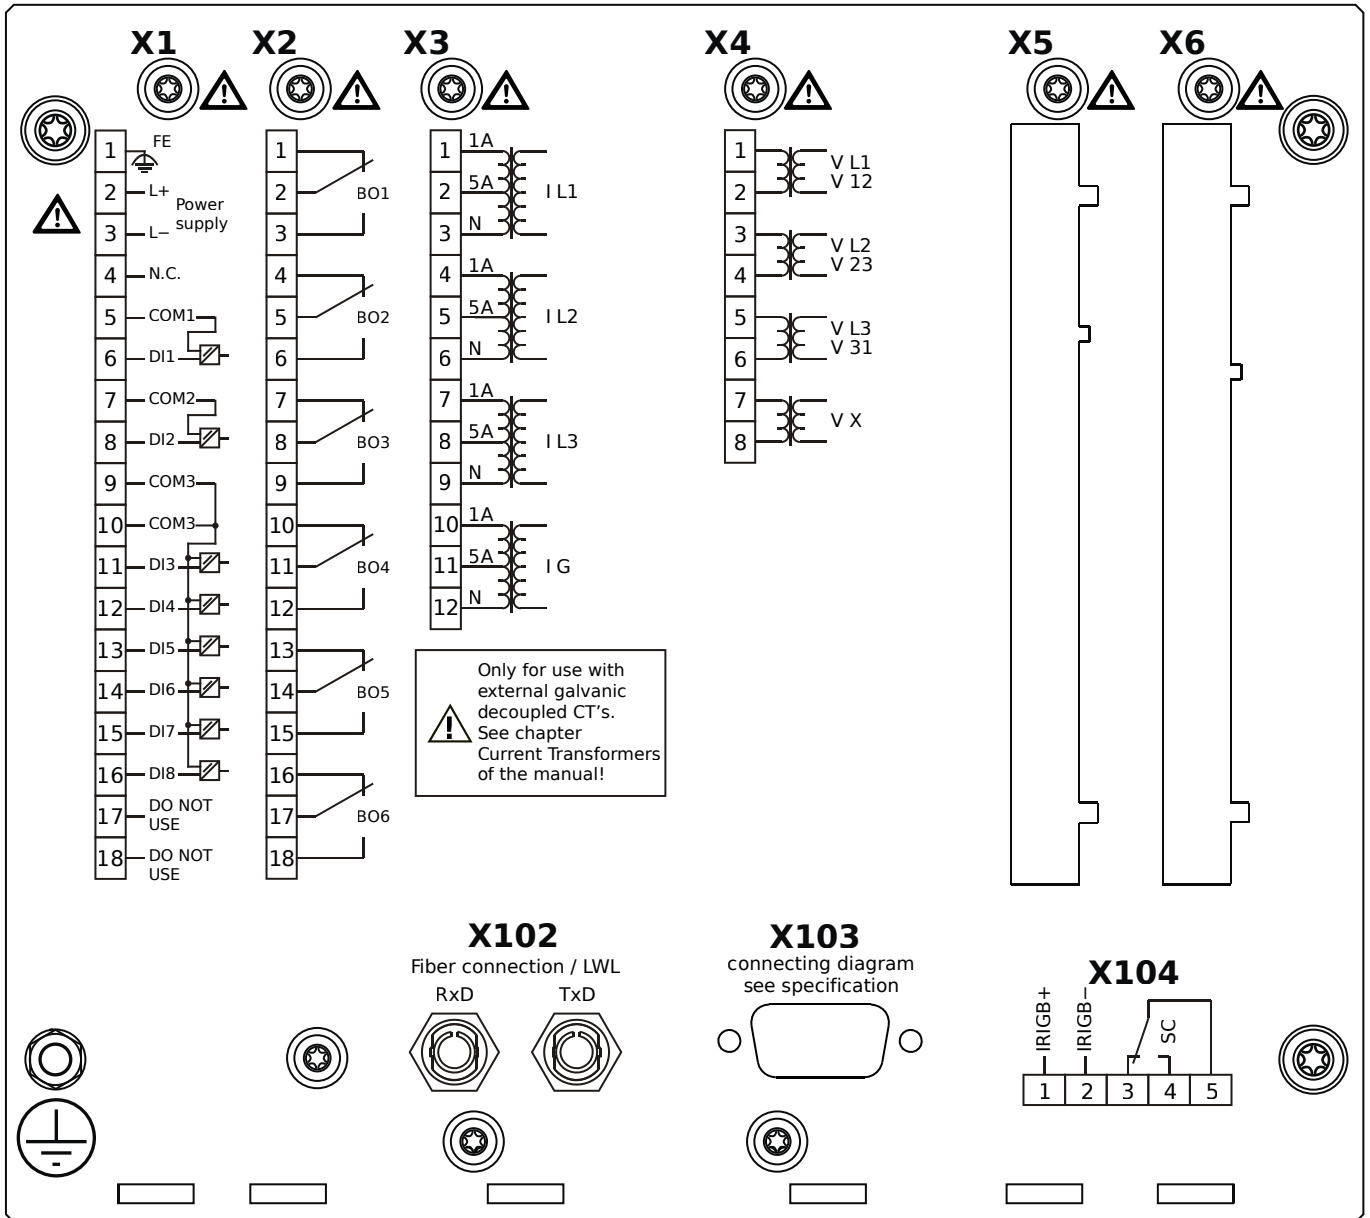 X1 X2 X3 X4 X5 X6
1 FE
2 L+
Power
supply
3 L−
4 N.C.
5 COM1
6 DI1
7 COM2
8 DI2
9 COM3
10 COM3
11 DI3
12 DI4
13 DI5
14 DI6
15 DI7
16 DI8
17 DO NOT
USE
18 DO NOT
USE
1
2 BO1
3
4
5 BO2
6
7
8 BO3
9
10
11 BO4
12
13
14 BO5
15
16
17 BO6
18
1 1A
2 5A I L1
3 N
4 1A
5 5A I L2
6 N
7 1A
8 5A I L3
9 N
10 1A
11 5A I G
12 N
Only for use with
external galvanic
decoupled CT's.
See chapter
Current Transformers
of the manual!
1 V L1
2 V 12
3 V L2
4 V 23
5 V L3
6 V 31
7 V X
8
X102
Fiber connection / LWL
RxD TxD
X103
connecting diagram
see specification
X104
IRIGB+
IRIGB−
SC
1 2 3 4 5